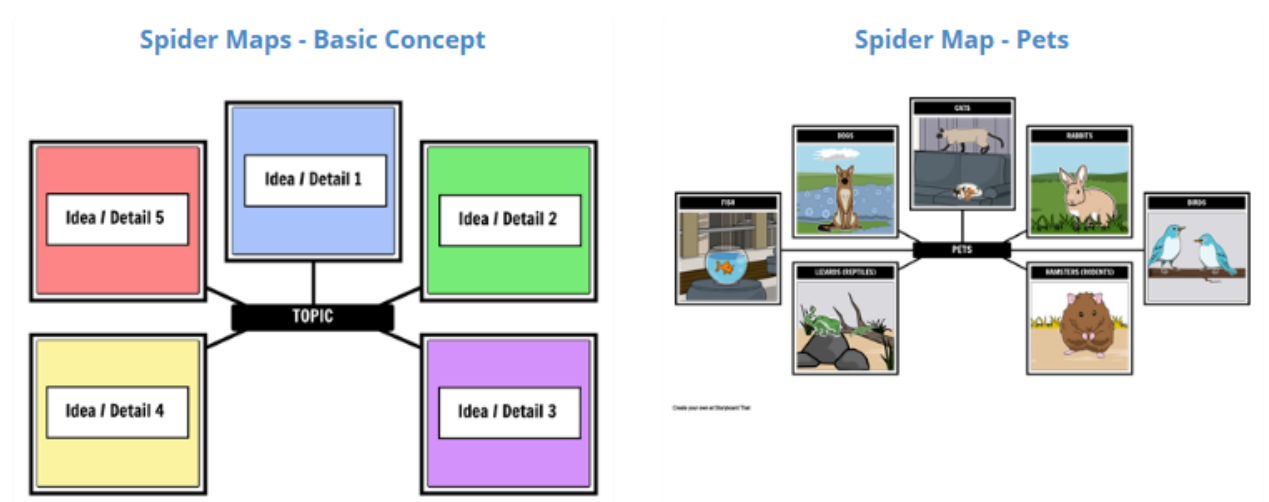 Spider Maps - Basic Concept
Idea / Detail 1
Idea / Detail 5
Idea / Detail 2
TOPIC
Idea / Detail 4
Idea / Detail 3
Spider Map - Pets
CATS
DOGS
RABBITS
FISH
BIRDS
PETS
LIZARDS (REPTILES)
HAMSTERS (RODENTS)
Create your own at Storyboard That